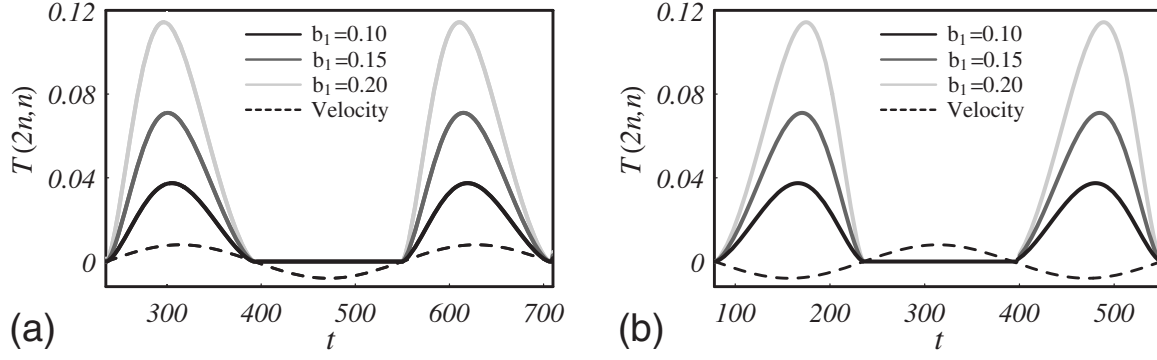 0.12
0.08
0.04
0
T(2n,n)
b1=0.10
b1=0.15
b1=0.20
Velocity
300 400 500 600 700
t
(a)
0.12
0.08
0.04
0
T(2n,n)
b1=0.10
b1=0.15
b1=0.20
Velocity
100 200 300 400 500
t
(b)